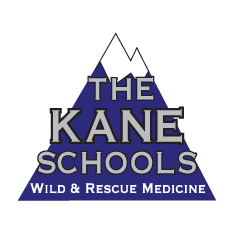 THE
KANE
SCHOOLS
WILD & RESCUE MEDICINE